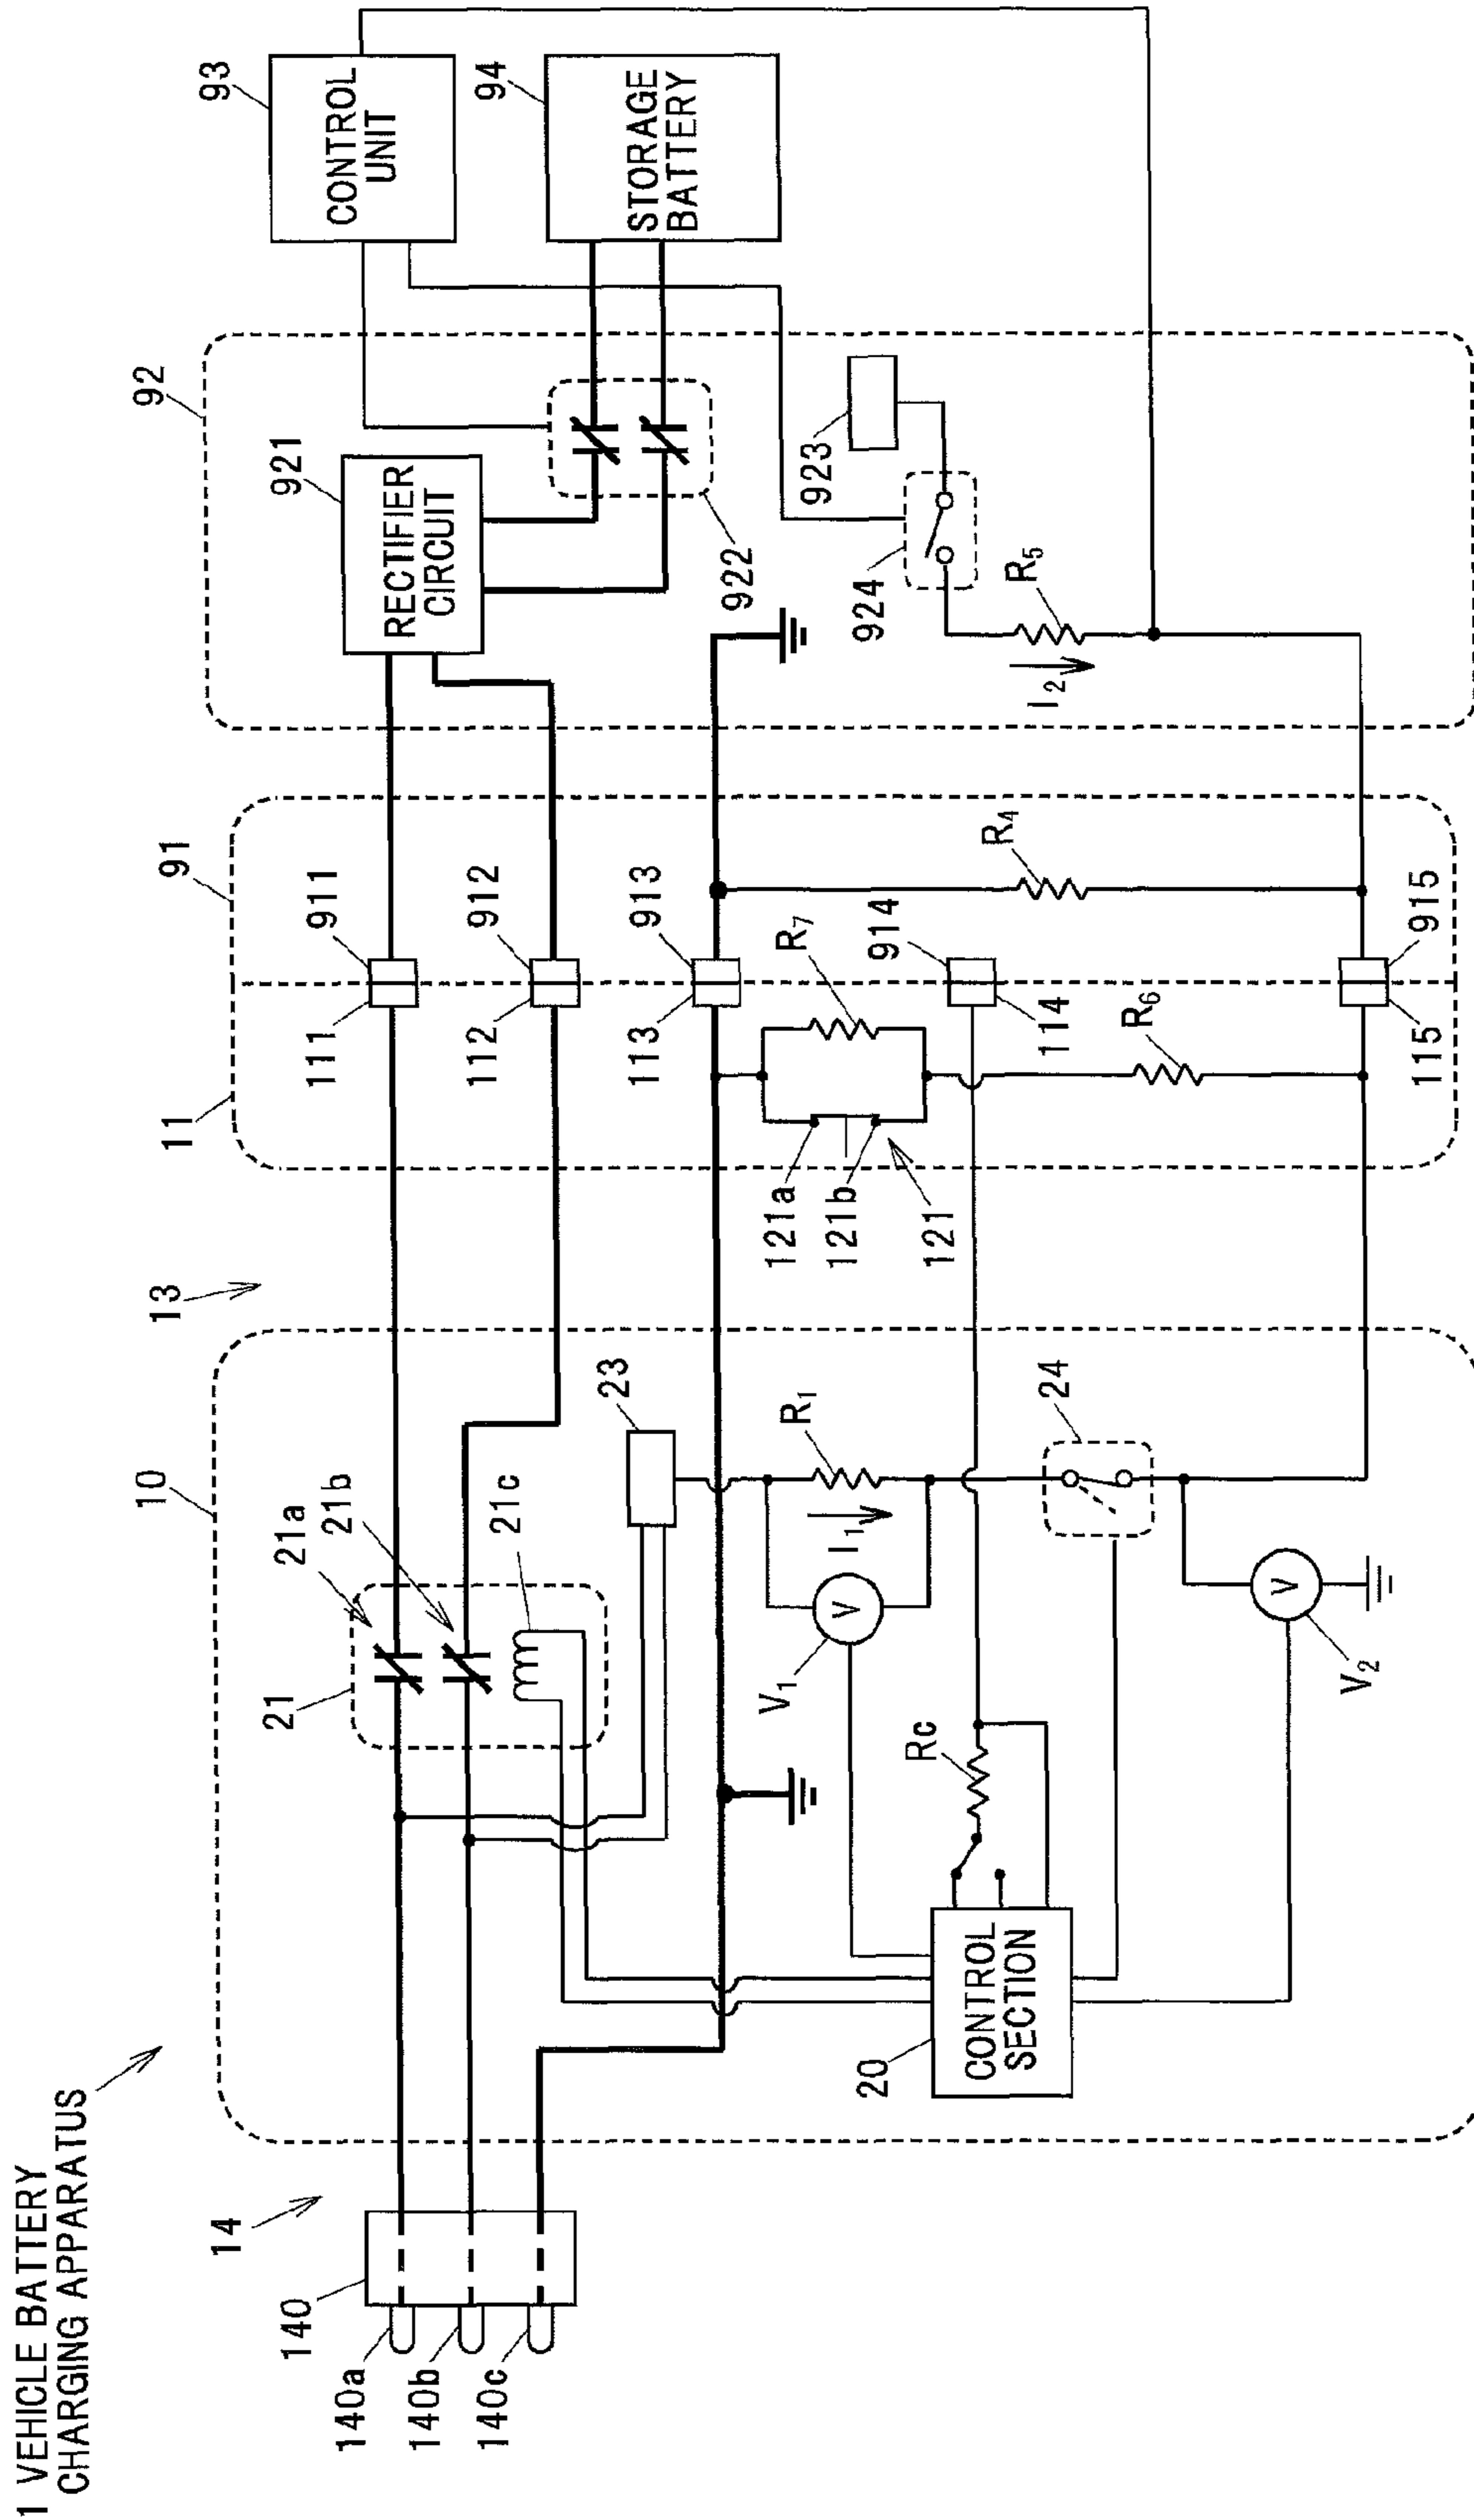 1 VEHICLE BATTERY
CHARGING APPARATUS
14
140
140a
140b
140c
10
21
21a
21b
21c
23
R1
I1
V
V1
24
Rc
V
V2
20
CONTROL
SECTION
13
11
91
111
911
112
912
113
913
R7
121a
121b
121
914
114
R6
R4
115
915
92
921
RECTIFIER
CIRCUIT
922
923
924
R5
I2
93
CONTROL
UNIT
94
STORAGE
BATTERY